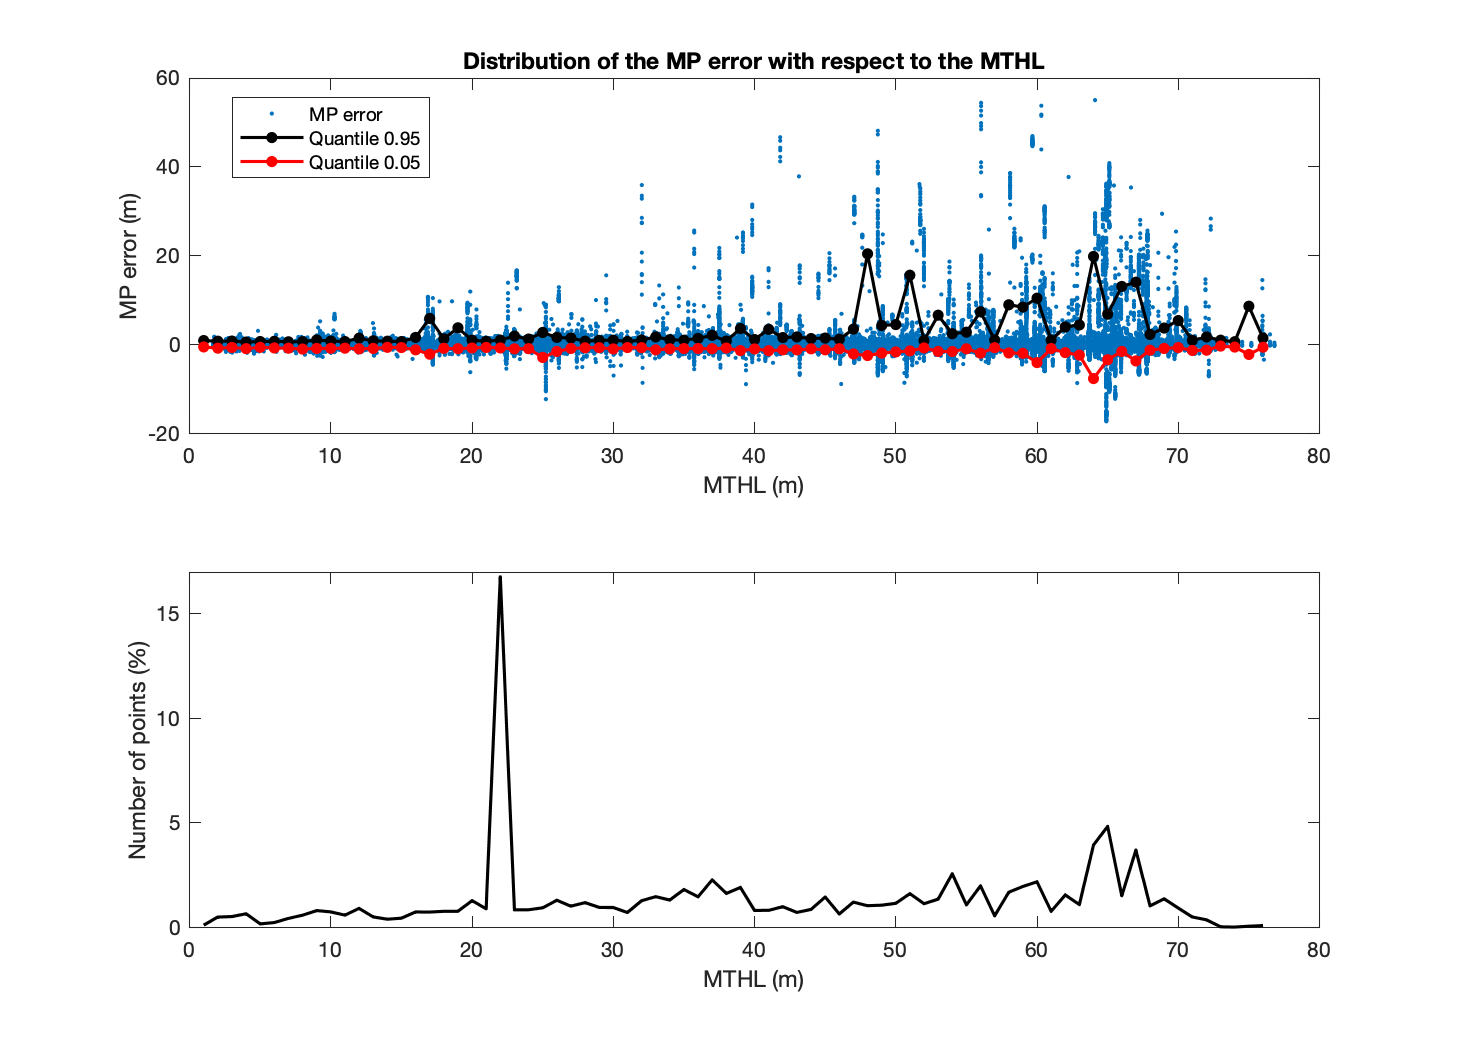 Distribution of the MP error with respect to the MTHL
60
40
20
0
-20
MP error (m)
MP error
Quantile 0.95
Quantile 0.05
0 10 20 30 40 50 60 70 80
MTHL (m)
15
10
5
0
Number of points (%)
0 10 20 30 40 50 60 70 80
MTHL (m)